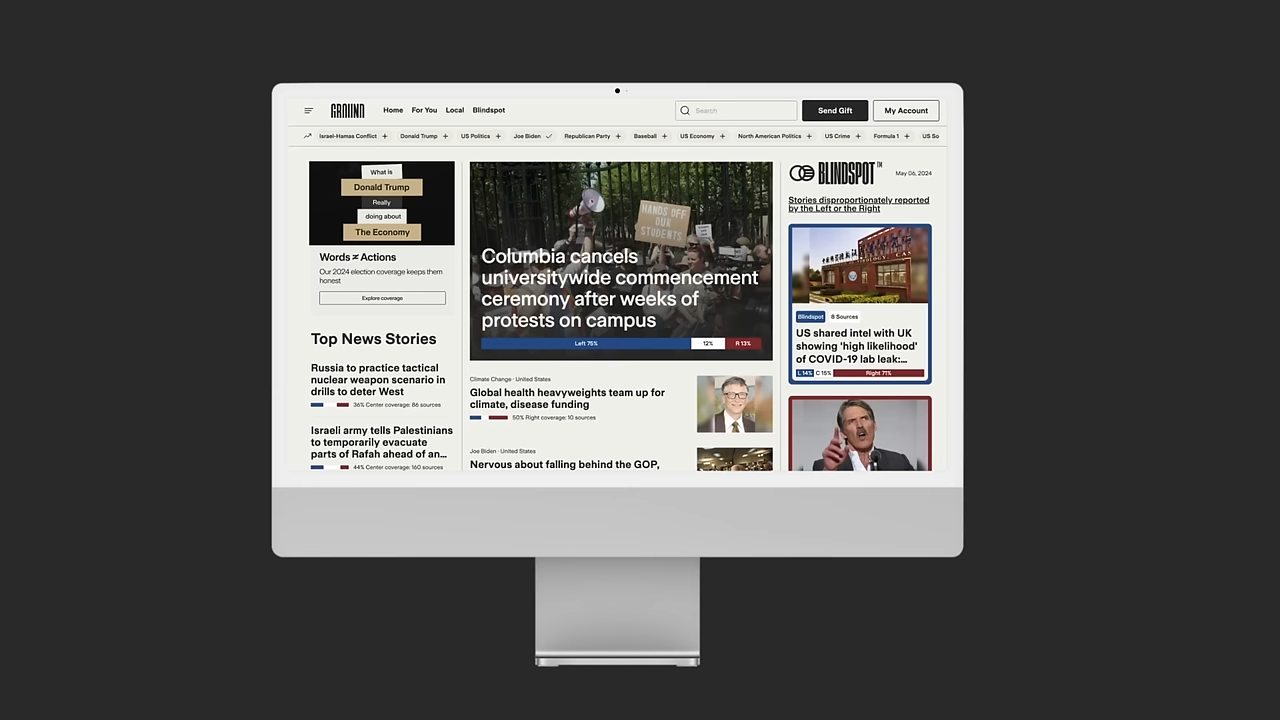 GROUND
Home
For You
Local
Blindspot
Search
Send Gift
My Account
Israel-Hamas Conflict +
Donald Trump +
US Politics +
Joe Biden
Republican Party +
Baseball +
US Economy +
North American Politics +
US Crime +
Formula 1 +
US So
What is
Donald Trump
Really
doing about
The Economy
Words ≠ Actions
Our 2024 election coverage keeps them
honest
Explore coverage
Top News Stories
Russia to practice tactical
nuclear weapon scenario in
drills to deter West
36% Center coverage: 86 sources
Israeli army tells Palestinians
to temporarily evacuate
parts of Rafah ahead of an...
44% Center coverage: 160 sources
HANDS OFF
OUR
STUDENTS
Columbia cancels
universitywide commencement
ceremony after weeks of
protests on campus
Left 75%
12%
R 13%
Climate Change · United States
Global health heavyweights team up for
climate, disease funding
50% Right coverage: 10 sources
Joe Biden · United States
Nervous about falling behind the GOP,
BLINDSPOT™
May 06, 2024
Stories disproportionately reported
by the Left or the Right
Blindspot
8 Sources
US shared intel with UK
showing 'high likelihood'
of COVID-19 lab leak:...
L 14%
C 15%
Right 71%